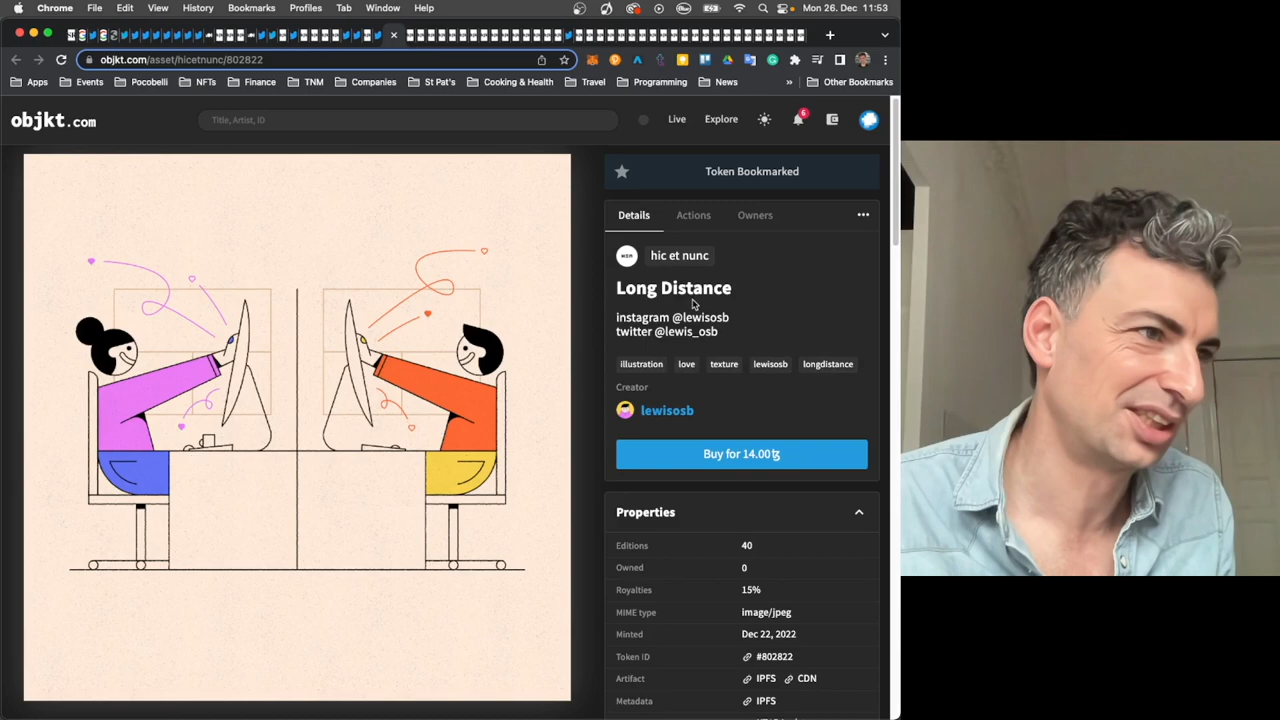 Chrome File Edit View History Bookmarks Profiles Tab Window Help Mon 26. Dec 11:53
objkt.com/asset/hicetnunc/802822
Apps Events Pocobelli NFTs Finance TNM Companies St Pat's Cooking & Health Travel Programming News » Other Bookmarks
objkt.com Title, Artist, ID Live Explore 6
Token Bookmarked
Details Actions Owners
hic et nunc
Long Distance
instagram @lewisosb
twitter @lewis_osb
illustration love texture lewisosb longdistance
Creator
lewisosb
Buy for 14.00ꜩ
Properties
Editions 40
Owned 0
Royalties 15%
MIME type image/jpeg
Minted Dec 22, 2022
Token ID #802822
Artifact IPFS CDN
Metadata IPFS